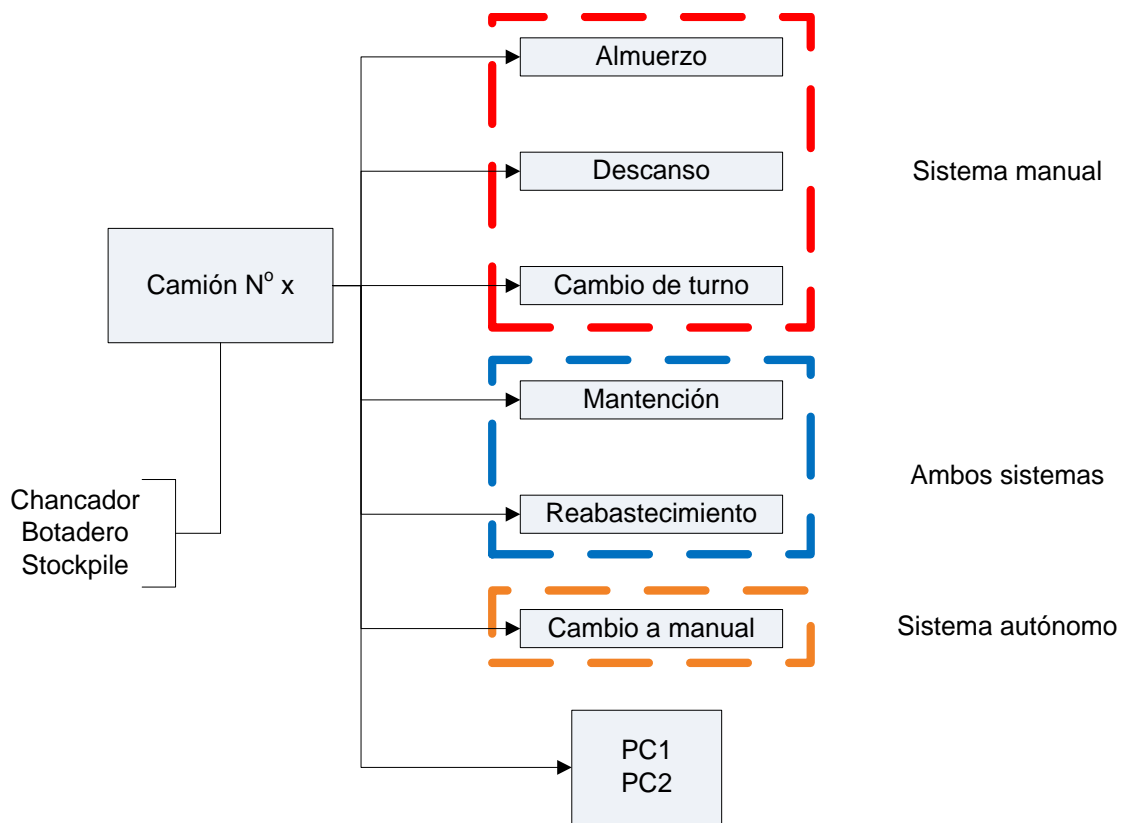 Almuerzo
Descanso
Sistema manual
Camión Nº x
Cambio de turno
Mantención
Ambos sistemas
Chancador
Botadero
Stockpile
Reabastecimiento
Cambio a manual
Sistema autónomo
PC1
PC2